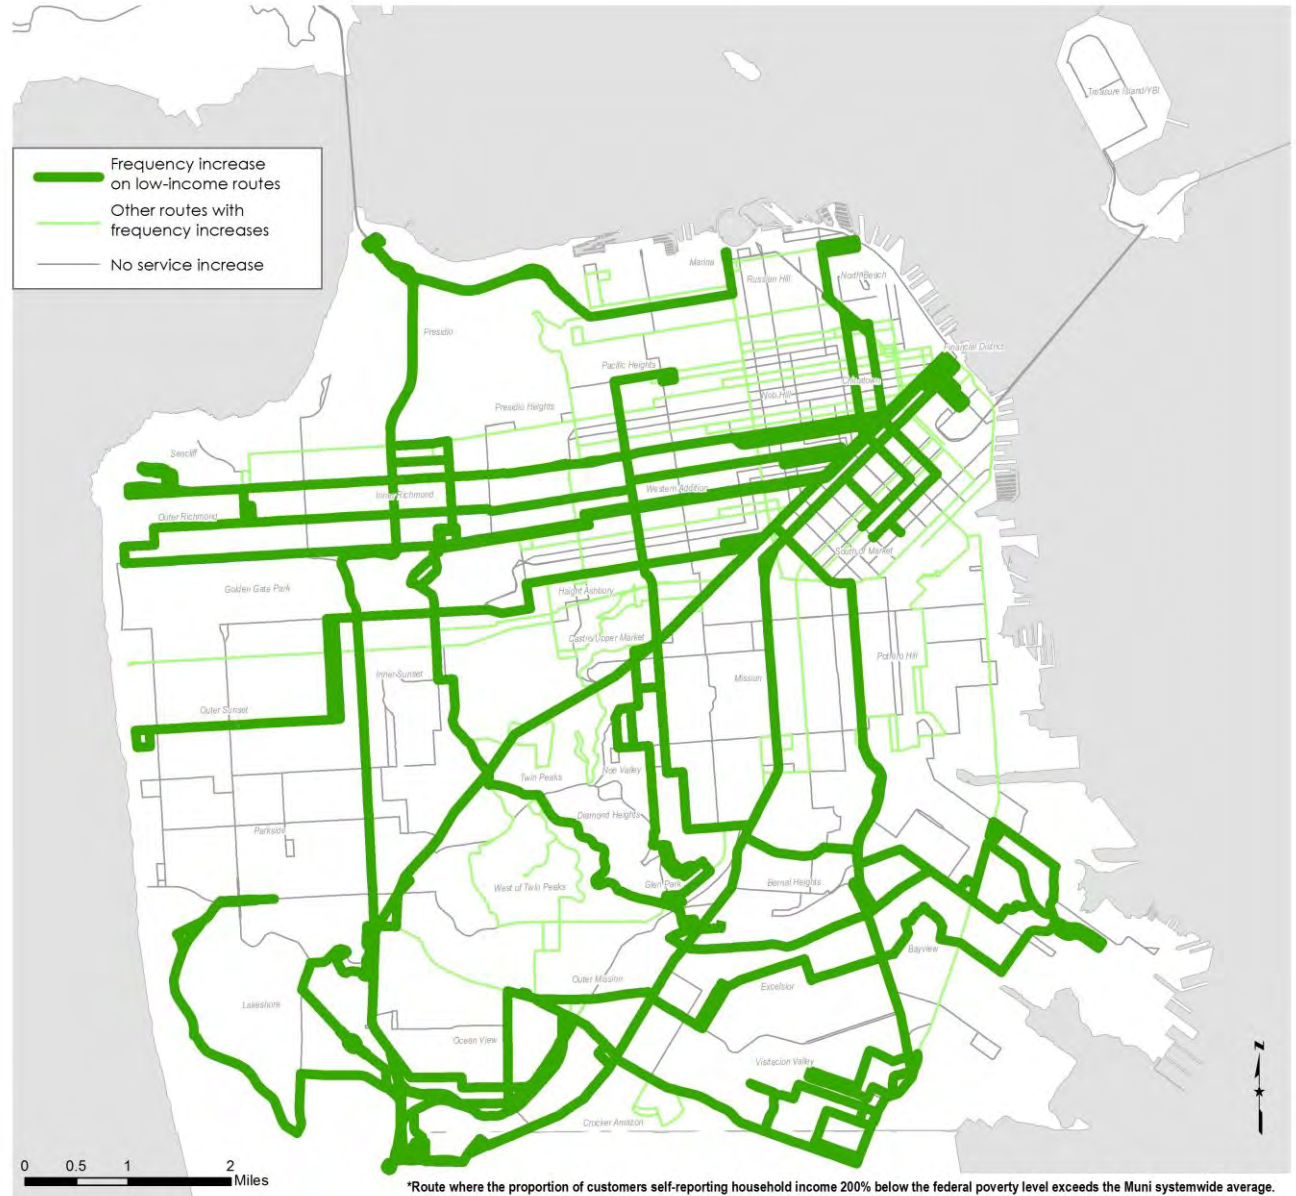 Treasure Island/YBI
Frequency increase
on low-income routes
Other routes with
frequency increases
No service increase
Marina
Russian Hill
North Beach
Presidio
Financial District
Pacific Heights
Chinatown
Nob Hill
Presidio Heights
Seacliff
Inner Richmond
Western Addition
Outer Richmond
South of Market
Golden Gate Park
Haight Ashbury
Castro/Upper Market
Potrero Hill
Inner Sunset
Mission
Outer Sunset
Noe Valley
Twin Peaks
Diamond Heights
Parkside
West of Twin Peaks
Glen Park
Bernal Heights
Bayview
Outer Mission
Excelsior
Lakeshore
Ocean View
Visitacion Valley
Crocker Amazon
N
0 0.5 1 2
Miles
*Route where the proportion of customers self-reporting household income 200% below the federal poverty level exceeds the Muni systemwide average.